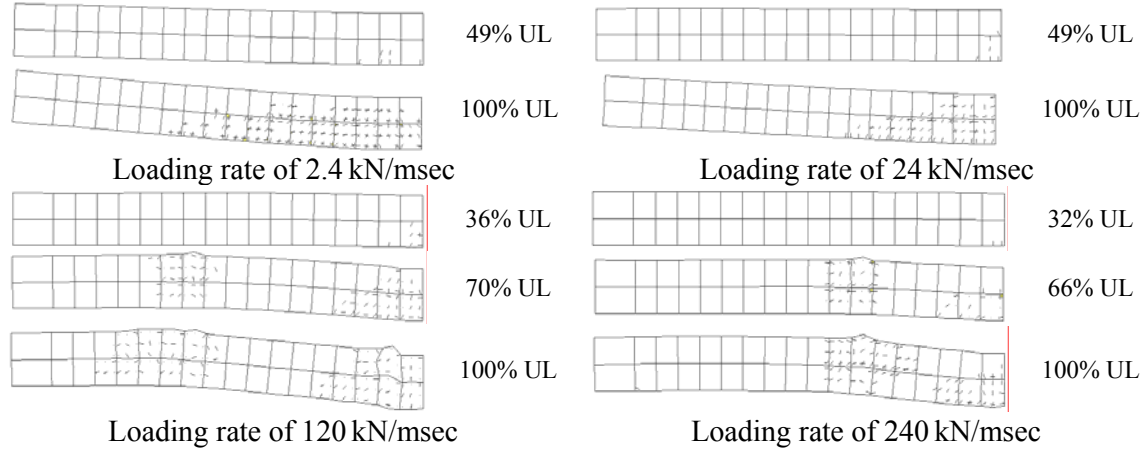 49% UL
100% UL
Loading rate of 2.4 kN/msec
49% UL
100% UL
Loading rate of 24 kN/msec
36% UL
70% UL
100% UL
Loading rate of 120 kN/msec
32% UL
66% UL
100% UL
Loading rate of 240 kN/msec